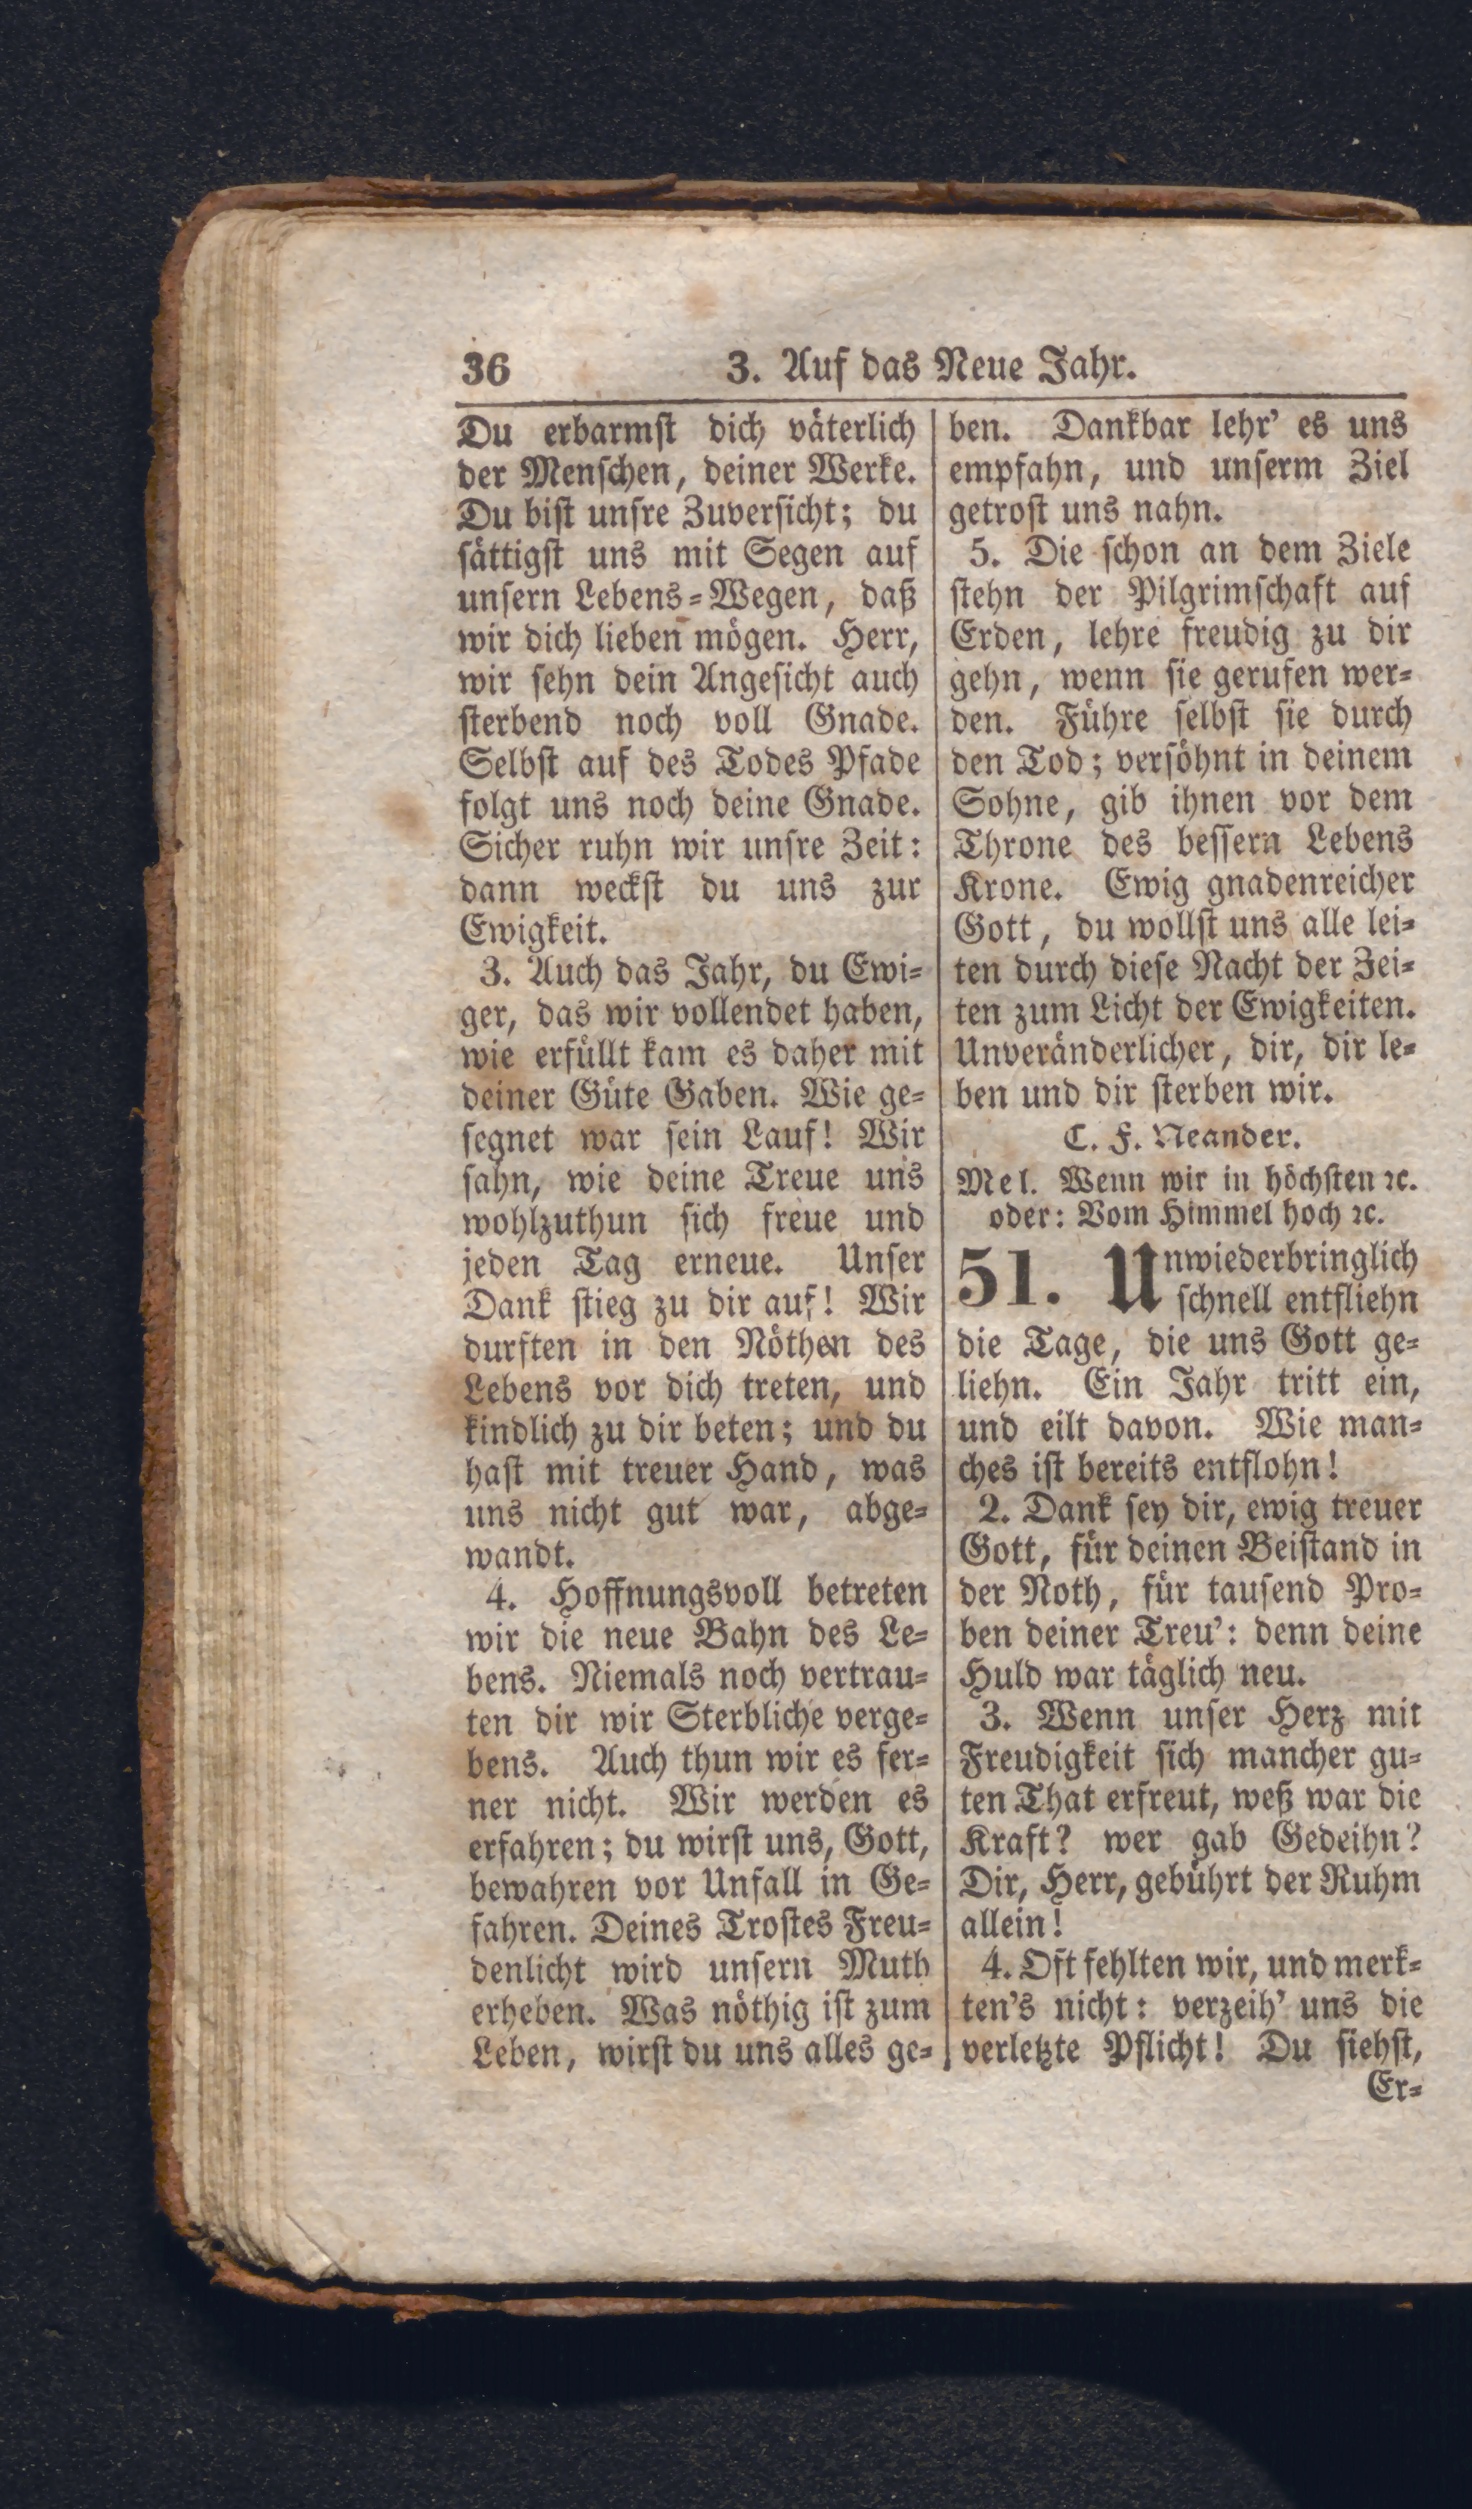 36 3. Auf das Neue Jahr.
Du erbarmſt dich väterlich
der Menſchen, deiner Werke.
Du biſt unſre Zuverſicht; du
ſättigſt uns mit Segen auf
unſern Lebens=Wegen, daß
wir dich lieben mögen. Herr,
wir ſehn dein Angeſicht auch
ſterbend noch voll Gnade.
Selbſt auf des Todes Pfade
folgt uns noch deine Gnade.
Sicher ruhn wir unſre Zeit:
dann weckſt du uns zur
Ewigkeit.
3. Auch das Jahr, du Ewi=
ger, das wir vollendet haben,
wie erfüllt kam es daher mit
deiner Güte Gaben. Wie ge=
ſegnet war ſein Lauf! Wir
ſahn, wie deine Treue uns
wohlzuthun ſich freue und
jeden Tag erneue. Unſer
Dank ſtieg zu dir auf! Wir
durften in den Nöthen des
Lebens vor dich treten, und
kindlich zu dir beten; und du
haſt mit treuer Hand, was
uns nicht gut war, abge=
wandt.
4. Hoffnungsvoll betreten
wir die neue Bahn des Le=
bens. Niemals noch vertrau=
ten dir wir Sterbliche verge=
bens. Auch thun wir es fer=
ner nicht. Wir werden es
erfahren; du wirſt uns, Gott,
bewahren vor Unfall in Ge=
fahren. Deines Troſtes Freu=
denlicht wird unſern Muth
erheben. Was nöthig iſt zum
Leben, wirſt du uns alles ge=
ben. Dankbar lehr' es uns
empfahn, und unſerm Ziel
getroſt uns nahn.
5. Die ſchon an dem Ziele
ſtehn der Pilgrimſchaft auf
Erden, lehre freudig zu dir
gehn, wenn ſie gerufen wer=
den. Führe ſelbſt ſie durch
den Tod; verſöhnt in deinem
Sohne, gib ihnen vor dem
Throne des beſſern Lebens
Krone. Ewig gnadenreicher
Gott, du wollſt uns alle lei=
ten durch dieſe Nacht der Zei=
ten zum Licht der Ewigkeiten.
Unveränderlicher, dir, dir le=
ben und dir ſterben wir.
C. F. Neander.
Mel. Wenn wir in höchſten ꝛc.
oder: Vom Himmel hoch ꝛc.
51. Unwiederbringlich
ſchnell entfliehn
die Tage, die uns Gott ge=
liehn. Ein Jahr tritt ein,
und eilt davon. Wie man=
ches iſt bereits entflohn!
2. Dank ſey dir, ewig treuer
Gott, für deinen Beiſtand in
der Noth, für tauſend Pro=
ben deiner Treu': denn deine
Huld war täglich neu.
3. Wenn unſer Herz mit
Freudigkeit ſich mancher gu=
ten That erfreut, weß war die
Kraft? wer gab Gedeihn?
Dir, Herr, gebührt der Ruhm
allein!
4. Oft fehlten wir, und merk=
ten's nicht: verzeih' uns die
verletzte Pflicht! Du ſiehſt,
Er=